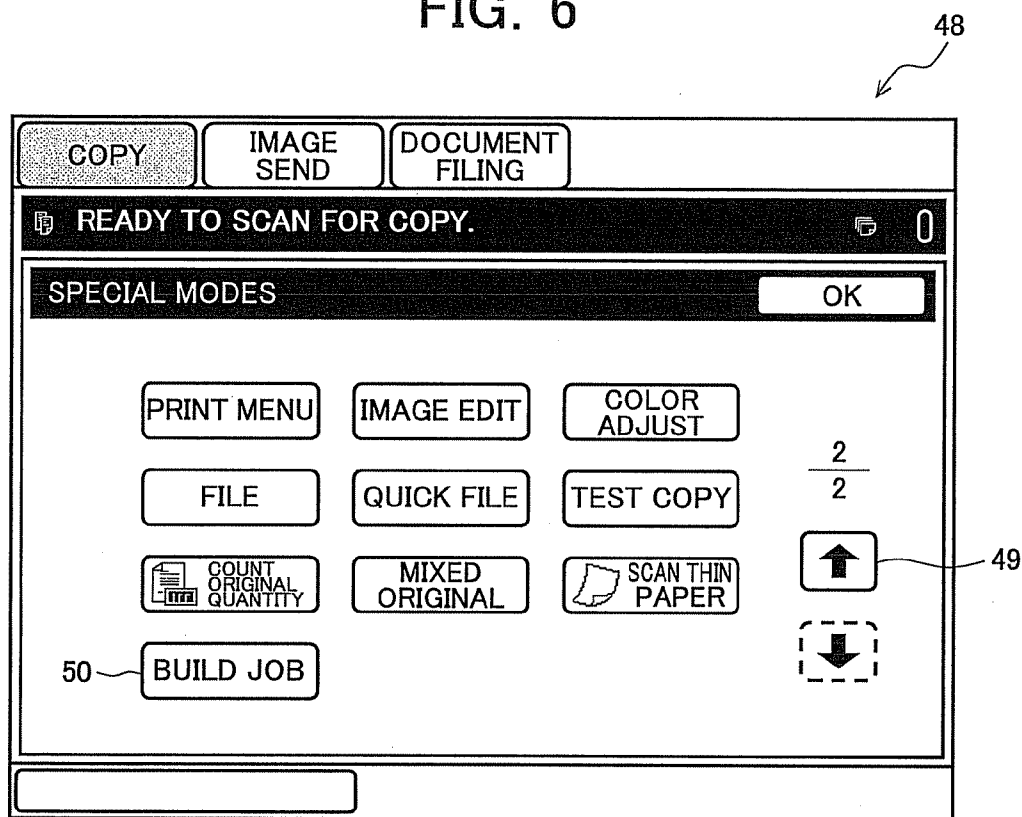 FIG. 6
48
COPY
IMAGE
SEND
DOCUMENT
FILING
READY TO SCAN FOR COPY.
0
SPECIAL MODES
OK
PRINT MENU
IMAGE EDIT
COLOR
ADJUST
2
2
FILE
QUICK FILE
TEST COPY
COUNT
ORIGINAL
QUANTITY
MIXED
ORIGINAL
SCAN THIN
PAPER
49
50
BUILD JOB